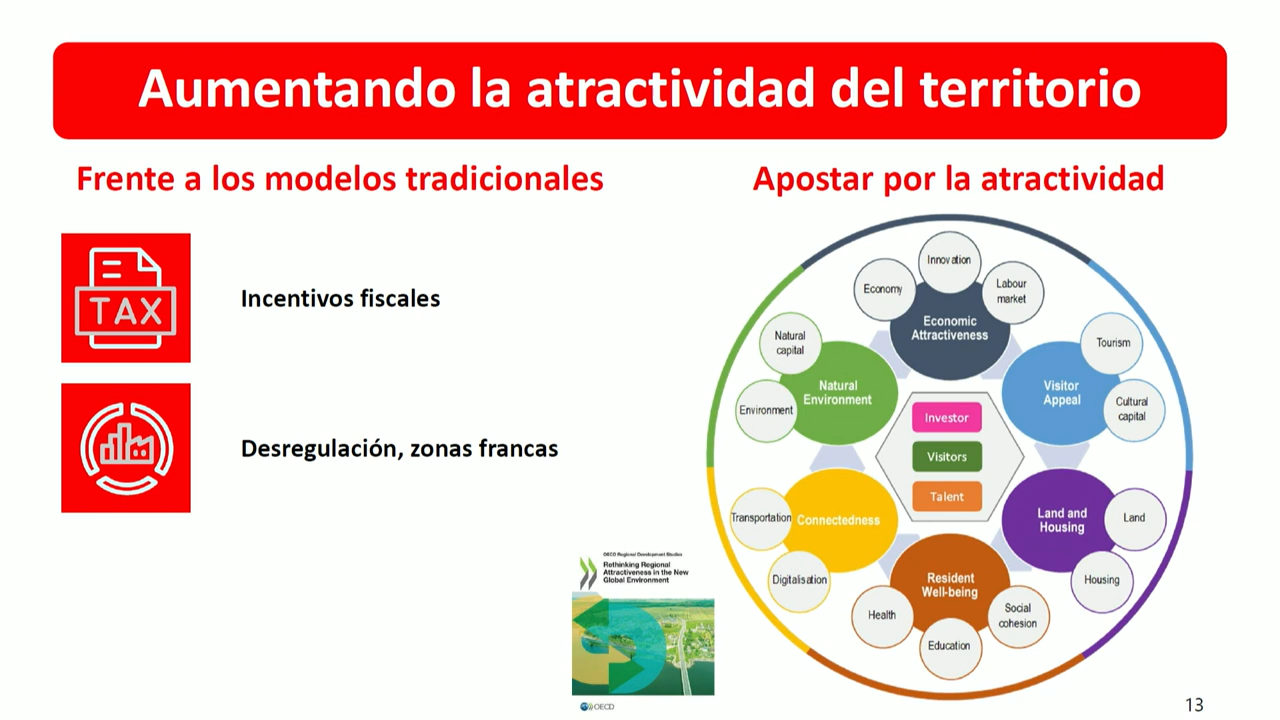 Aumentando la atractividad del territorio
Frente a los modelos tradicionales
TAX
Incentivos fiscales
Desregulación, zonas francas
Apostar por la atractividad
Innovation
Economy
Labour
market
Economic
Attractiveness
Natural
capital
Environment
Natural
Environment
Tourism
Cultural
capital
Visitor
Appeal
Investor
Visitors
Talent
Transportation
Digitalisation
Connectedness
Land and
Housing
Land
Housing
Resident
Well-being
Health
Education
Social
cohesion
OECD Regional Development Studies
Rethinking Regional
Attractiveness in the New
Global Environment
OECD
13